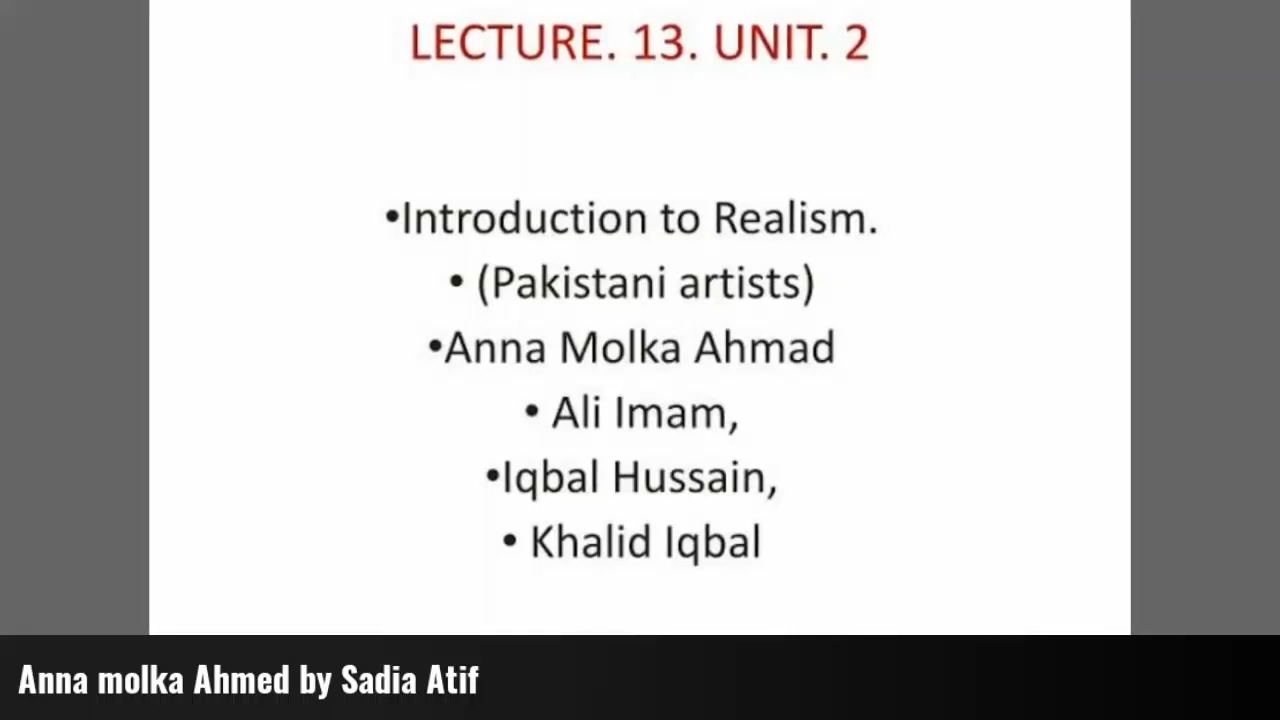 LECTURE. 13. UNIT. 2
•Introduction to Realism.
• (Pakistani artists)
•Anna Molka Ahmad
• Ali Imam,
•Iqbal Hussain,
• Khalid Iqbal
Anna molka Ahmed by Sadia Atif